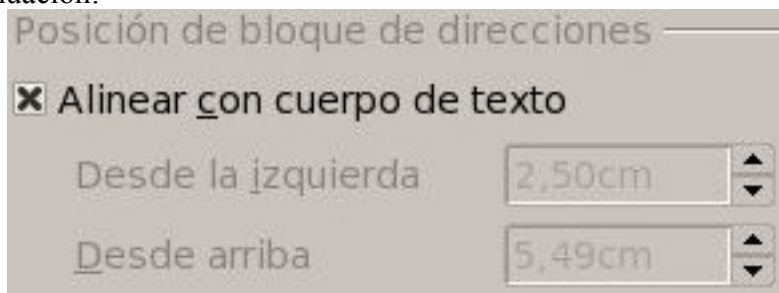 nuación:
Posición de bloque de direcciones
Alinear con cuerpo de texto
Desde la izquierda 2,50cm
Desde arriba 5,49cm